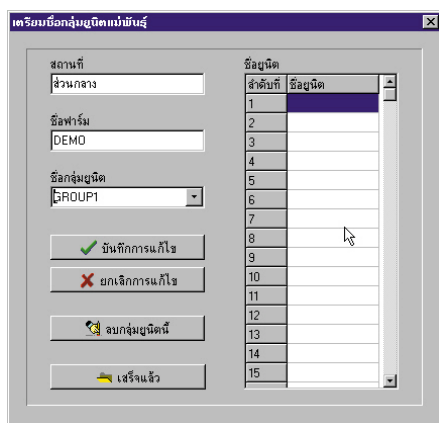 เตรียมชื่อกลุ่มยูนิตแม่พันธุ์
สถานที่
ส่วนกลาง
ชื่อฟาร์ม
DEMO
ชื่อกลุ่มยูนิต
GROUP1
บันทึกการแก้ไข
ยกเลิกการแก้ไข
ลบกลุ่มยูนิตนี้
เสร็จแล้ว
ชื่อยูนิต
ลำดับที่ ชื่อยูนิต
1
2
3
4
5
6
7
8
9
10
11
12
13
14
15